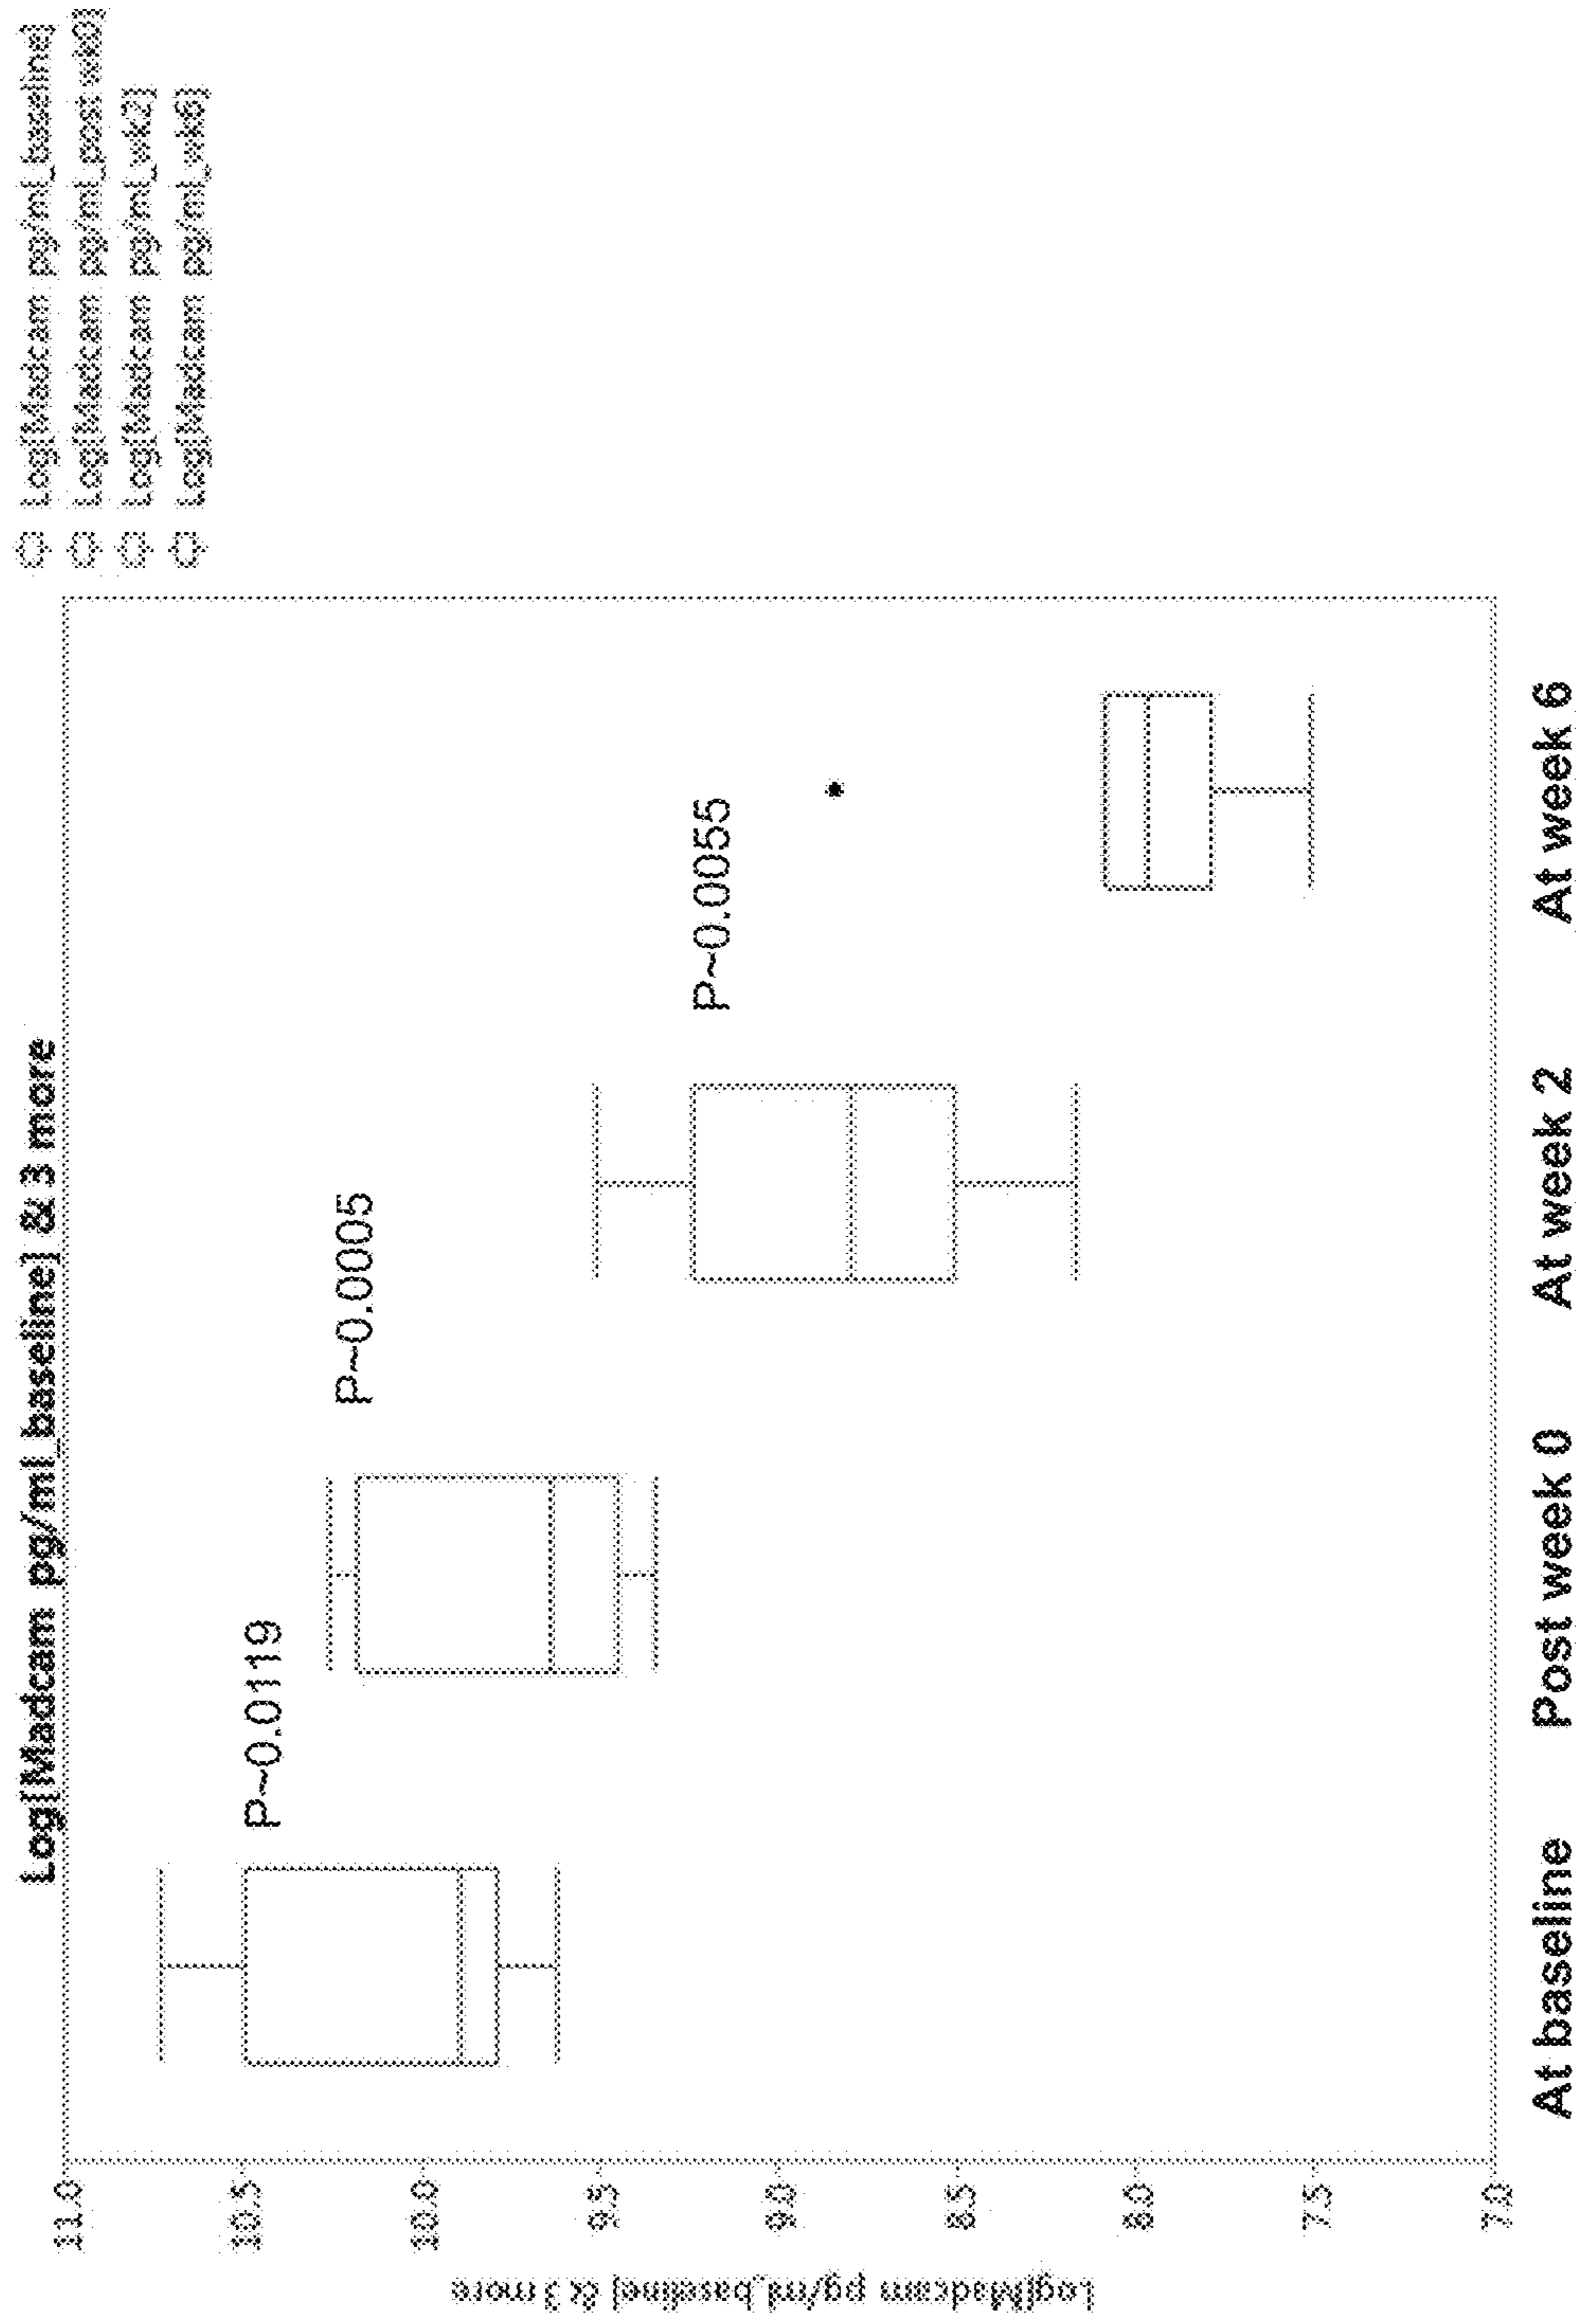 Log[Madcam pg/ml_baseline] & 3 more
Log[Madcam pg/ml_baseline]
Log[Madcam pg/ml_post wk0]
Log[Madcam pg/ml_wk2]
Log[Madcam pg/ml_wk6]
Log[Madcam pg/ml_baseline] & 3 more
11.0
10.5
10.0
9.5
9.0
8.5
8.0
7.5
7.0
P~0.0119
P~0.0005
P~0.0055
At baseline
Post week 0
At week 2
At week 6